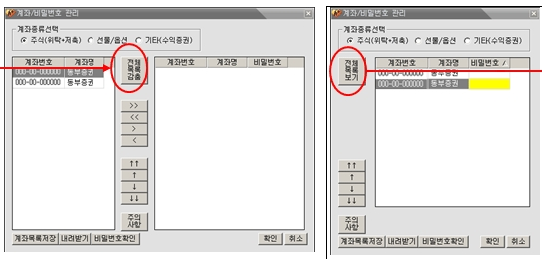 계좌/비밀번호 관리
계좌종류선택
주식(위탁+저축) 선물/옵션 기타(수익증권)
계좌번호 계좌명
000-00-000000 동부증권
000-00-000000 동부증권
전체
목록
감춤
>>
<<
>
<
↑↑
↑
↓
↓↓
주의
사항
계좌번호 계좌명 비밀번호
계좌목록저장 내려받기 비밀번호확인 확인 취소
계좌/비밀번호 관리
계좌종류선택
주식(위탁+저축) 선물/옵션 기타(수익증권)
전체
목록
보기
계좌번호 계좌명 비밀번호 /
000-00-000000 동부증권
000-00-000000 동부증권
↑↑
↑
↓
↓↓
주의
사항
계좌목록저장 내려받기 비밀번호확인 확인 취소